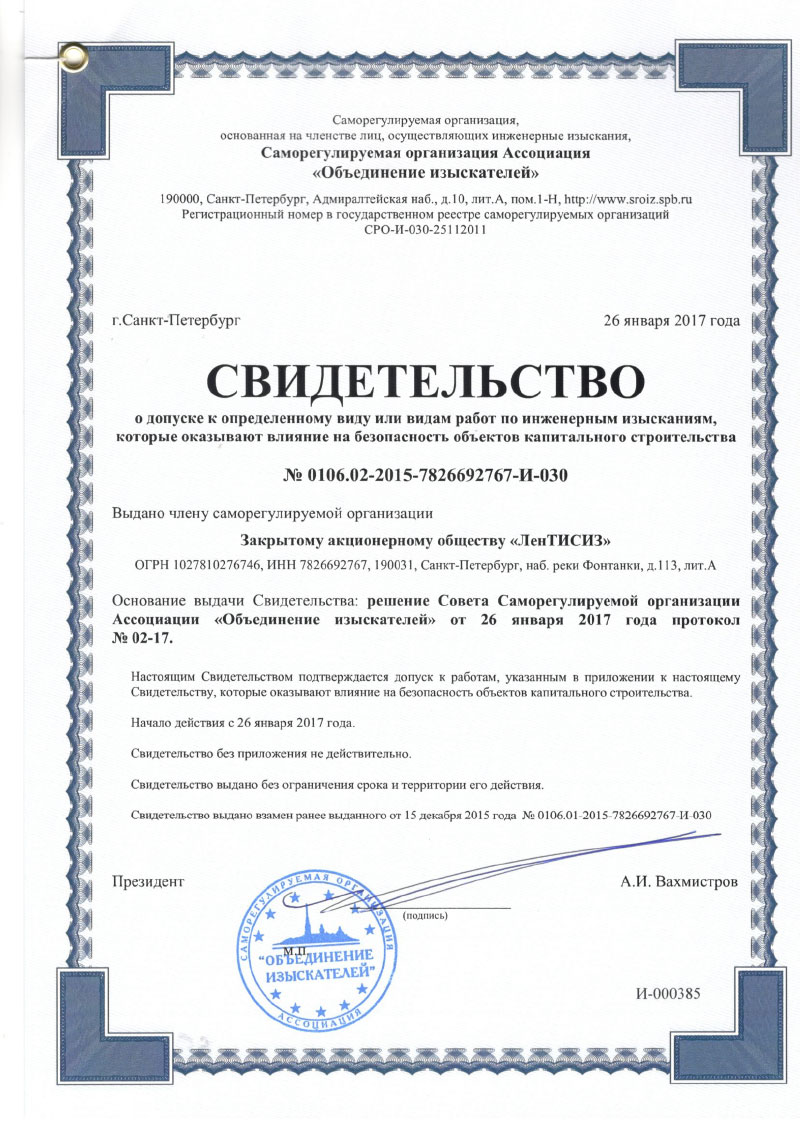 Саморегулируемая организация,
основанная на членстве лиц, осуществляющих инженерные изыскания,
Саморегулируемая организация Ассоциация
«Объединение изыскателей»
190000, Санкт-Петербург, Адмиралтейская наб., д.10, лит.А, пом.1-Н, http://www.sroiz.spb.ru
Регистрационный номер в государственном реестре саморегулируемых организаций
СРО-И-030-25112011
г.Санкт-Петербург 26 января 2017 года
СВИДЕТЕЛЬСТВО
о допуске к определенному виду или видам работ по инженерным изысканиям,
которые оказывают влияние на безопасность объектов капитального строительства
№ 0106.02-2015-7826692767-И-030
Выдано члену саморегулируемой организации
Закрытому акционерному обществу «ЛенТИСИЗ»
ОГРН 1027810276746, ИНН 7826692767, 190031, Санкт-Петербург, наб. реки Фонтанки, д.113, лит.А
Основание выдачи Свидетельства: решение Совета Саморегулируемой организации
Ассоциации «Объединение изыскателей» от 26 января 2017 года протокол
№ 02-17.
Настоящим Свидетельством подтверждается допуск к работам, указанным в приложении к настоящему
Свидетельству, которые оказывают влияние на безопасность объектов капитального строительства.
Начало действия с 26 января 2017 года.
Свидетельство без приложения не действительно.
Свидетельство выдано без ограничения срока и территории его действия.
Свидетельство выдано взамен ранее выданного от 15 декабря 2015 года № 0106.01-2015-7826692767-И-030
Президент А.И. Вахмистров
(подпись)
САМОРЕГУЛИРУЕМАЯ ОРГАНИЗАЦИЯ
М.П.
"ОБЪЕДИНЕНИЕ
ИЗЫСКАТЕЛЕЙ"
АССОЦИАЦИЯ
И-000385